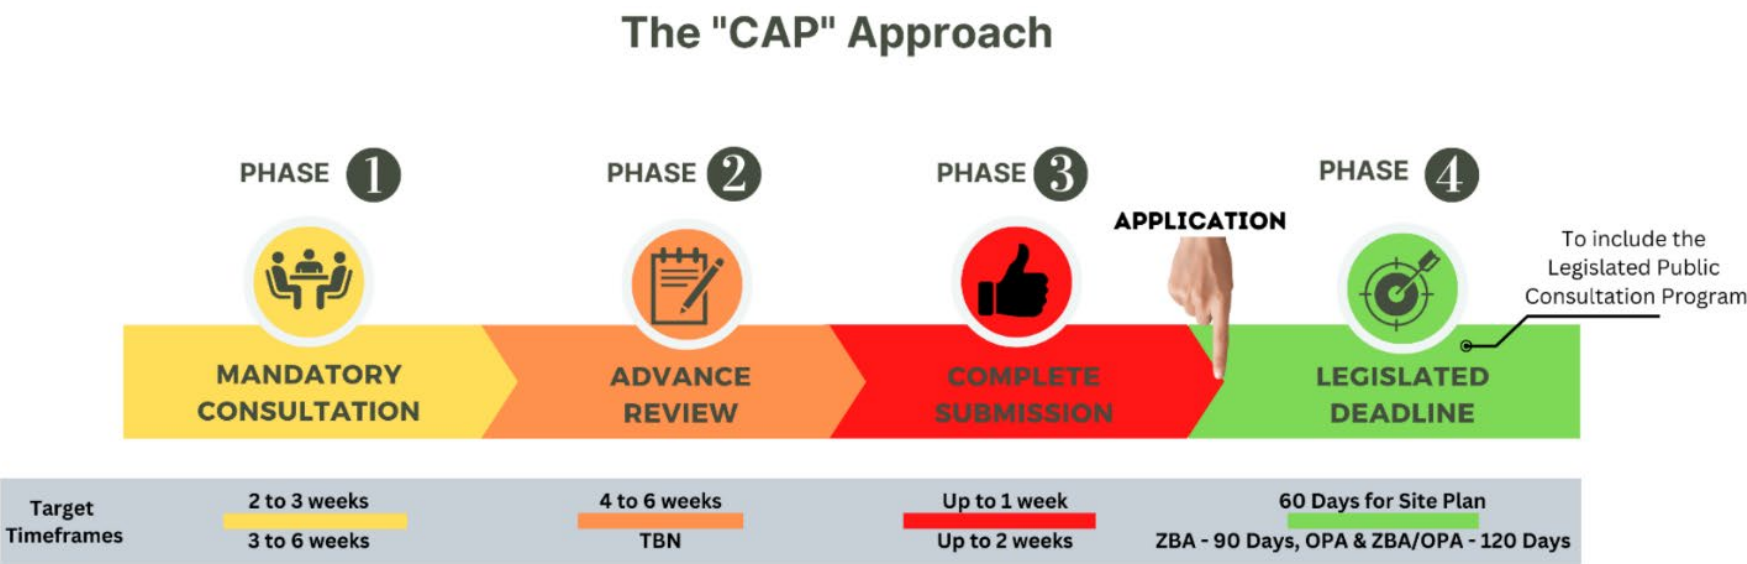 The "CAP" Approach
PHASE 1
PHASE 2
PHASE 3
PHASE 4
APPLICATION
To include the
Legislated Public
Consultation Program
MANDATORY
CONSULTATION
ADVANCE
REVIEW
COMPLETE
SUBMISSION
LEGISLATED
DEADLINE
Target
Timeframes
2 to 3 weeks
3 to 6 weeks
4 to 6 weeks
TBN
Up to 1 week
Up to 2 weeks
60 Days for Site Plan
ZBA - 90 Days, OPA & ZBA/OPA - 120 Days